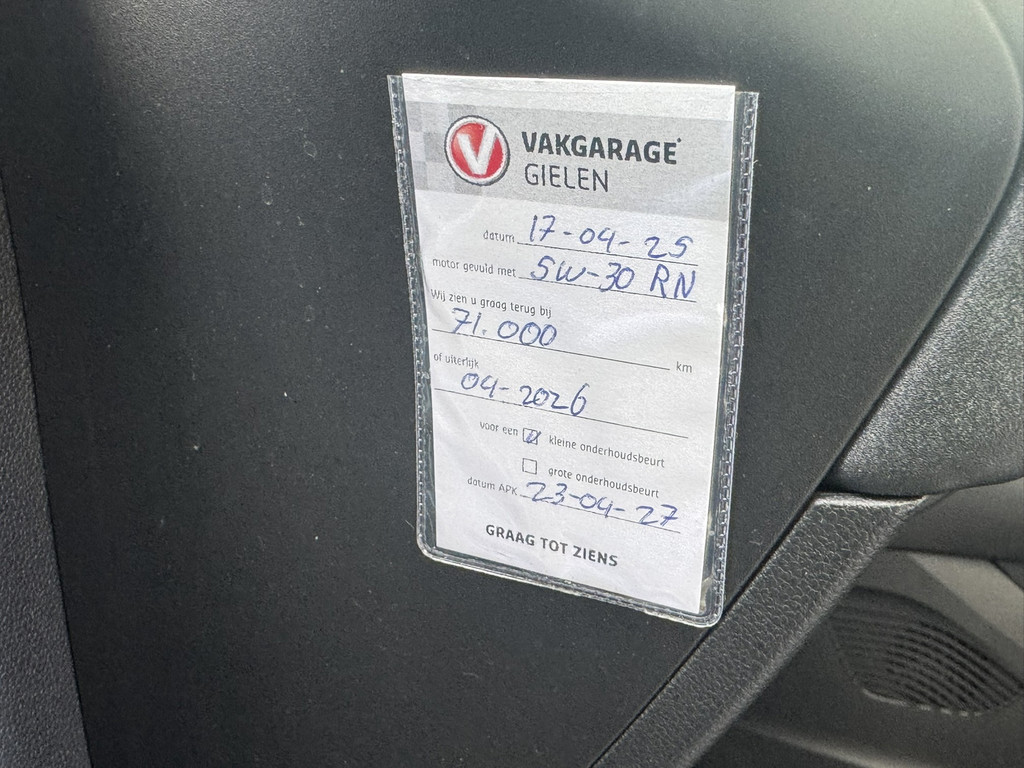 VAKGARAGE
GIELEN
datum 17-04-25
motor gevuld met 5W-30 RN
Wij zien u graag terug bij
71.000 km
of uiterlijk
04-2026
voor een kleine onderhoudsbeurt
grote onderhoudsbeurt
datum APK 23-04-27
GRAAG TOT ZIENS